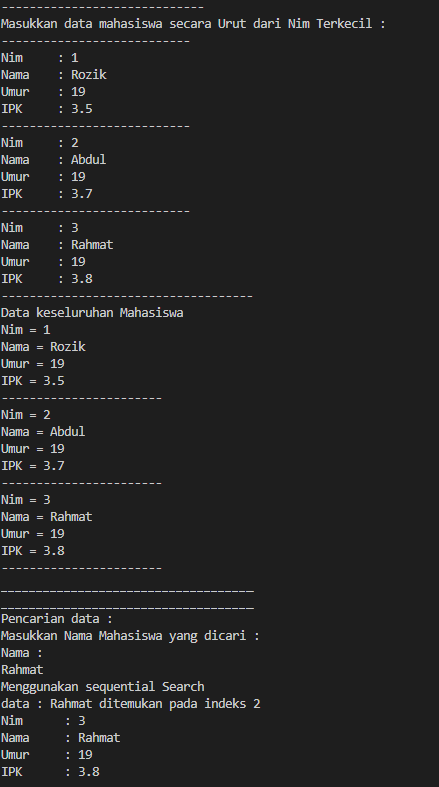 -----------------------------
Masukkan data mahasiswa secara Urut dari Nim Terkecil :
---------------------------
Nim     : 1
Nama    : Rozik
Umur    : 19
IPK     : 3.5
---------------------------
Nim     : 2
Nama    : Abdul
Umur    : 19
IPK     : 3.7
---------------------------
Nim     : 3
Nama    : Rahmat
Umur    : 19
IPK     : 3.8
------------------------------------
Data keseluruhan Mahasiswa
Nim = 1
Nama = Rozik
Umur = 19
IPK = 3.5
-----------------------
Nim = 2
Nama = Abdul
Umur = 19
IPK = 3.7
-----------------------
Nim = 3
Nama = Rahmat
Umur = 19
IPK = 3.8
-----------------------
____________________________________
____________________________________
Pencarian data :
Masukkan Nama Mahasiswa yang dicari :
Nama :
Rahmat
Menggunakan sequential Search
data : Rahmat ditemukan pada indeks 2
Nim      : 3
Nama     : Rahmat
Umur     : 19
IPK      : 3.8